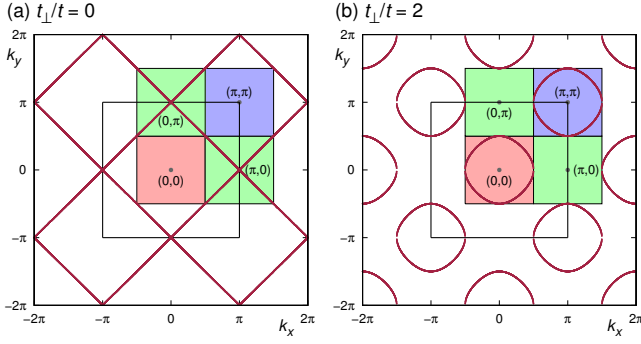 (a) t⊥/t = 0
ky
2π
π
0
−π
−2π
−2π
−π
0
π
2π
kx
(π,π)
(0,π)
(π,0)
(0,0)
(b) t⊥/t = 2
ky
2π
π
0
−π
−2π
−2π
−π
0
π
2π
kx
(π,π)
(0,π)
(0,0)
(π,0)